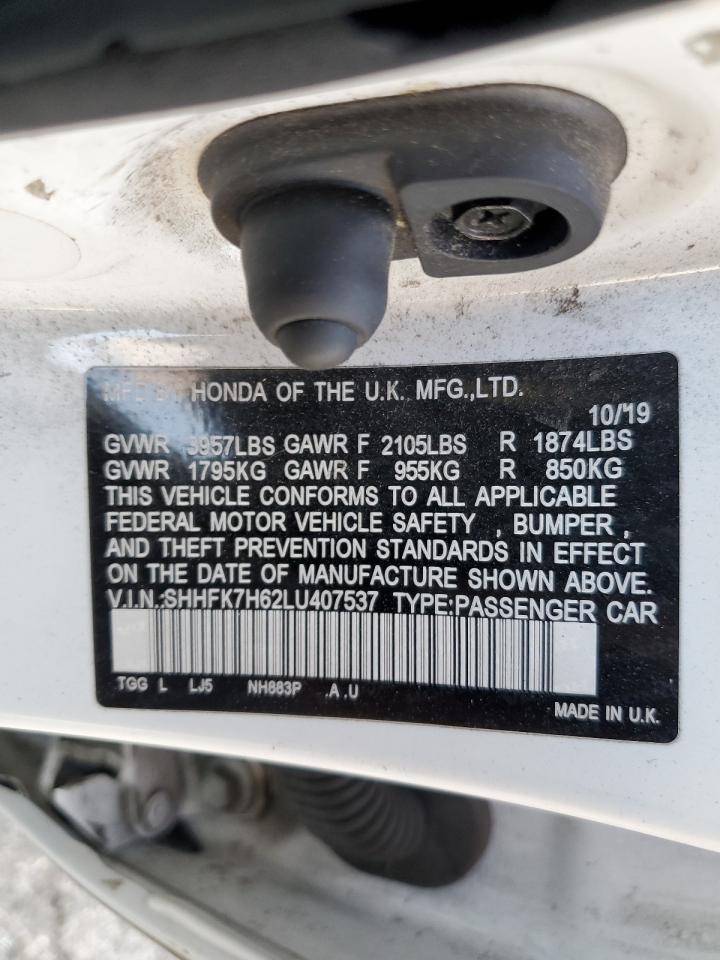 MFD BY HONDA OF THE U.K. MFG.,LTD.
10/19
GVWR 3957LBS GAWR F 2105LBS R 1874LBS
GVWR 1795KG GAWR F 955KG R 850KG
THIS VEHICLE CONFORMS TO ALL APPLICABLE
FEDERAL MOTOR VEHICLE SAFETY , BUMPER ,
AND THEFT PREVENTION STANDARDS IN EFFECT
ON THE DATE OF MANUFACTURE SHOWN ABOVE.
V.I.N.:SHHFK7H62LU407537 TYPE:PASSENGER CAR
TGG L LJ5 NH883P .A .U
MADE IN U.K.